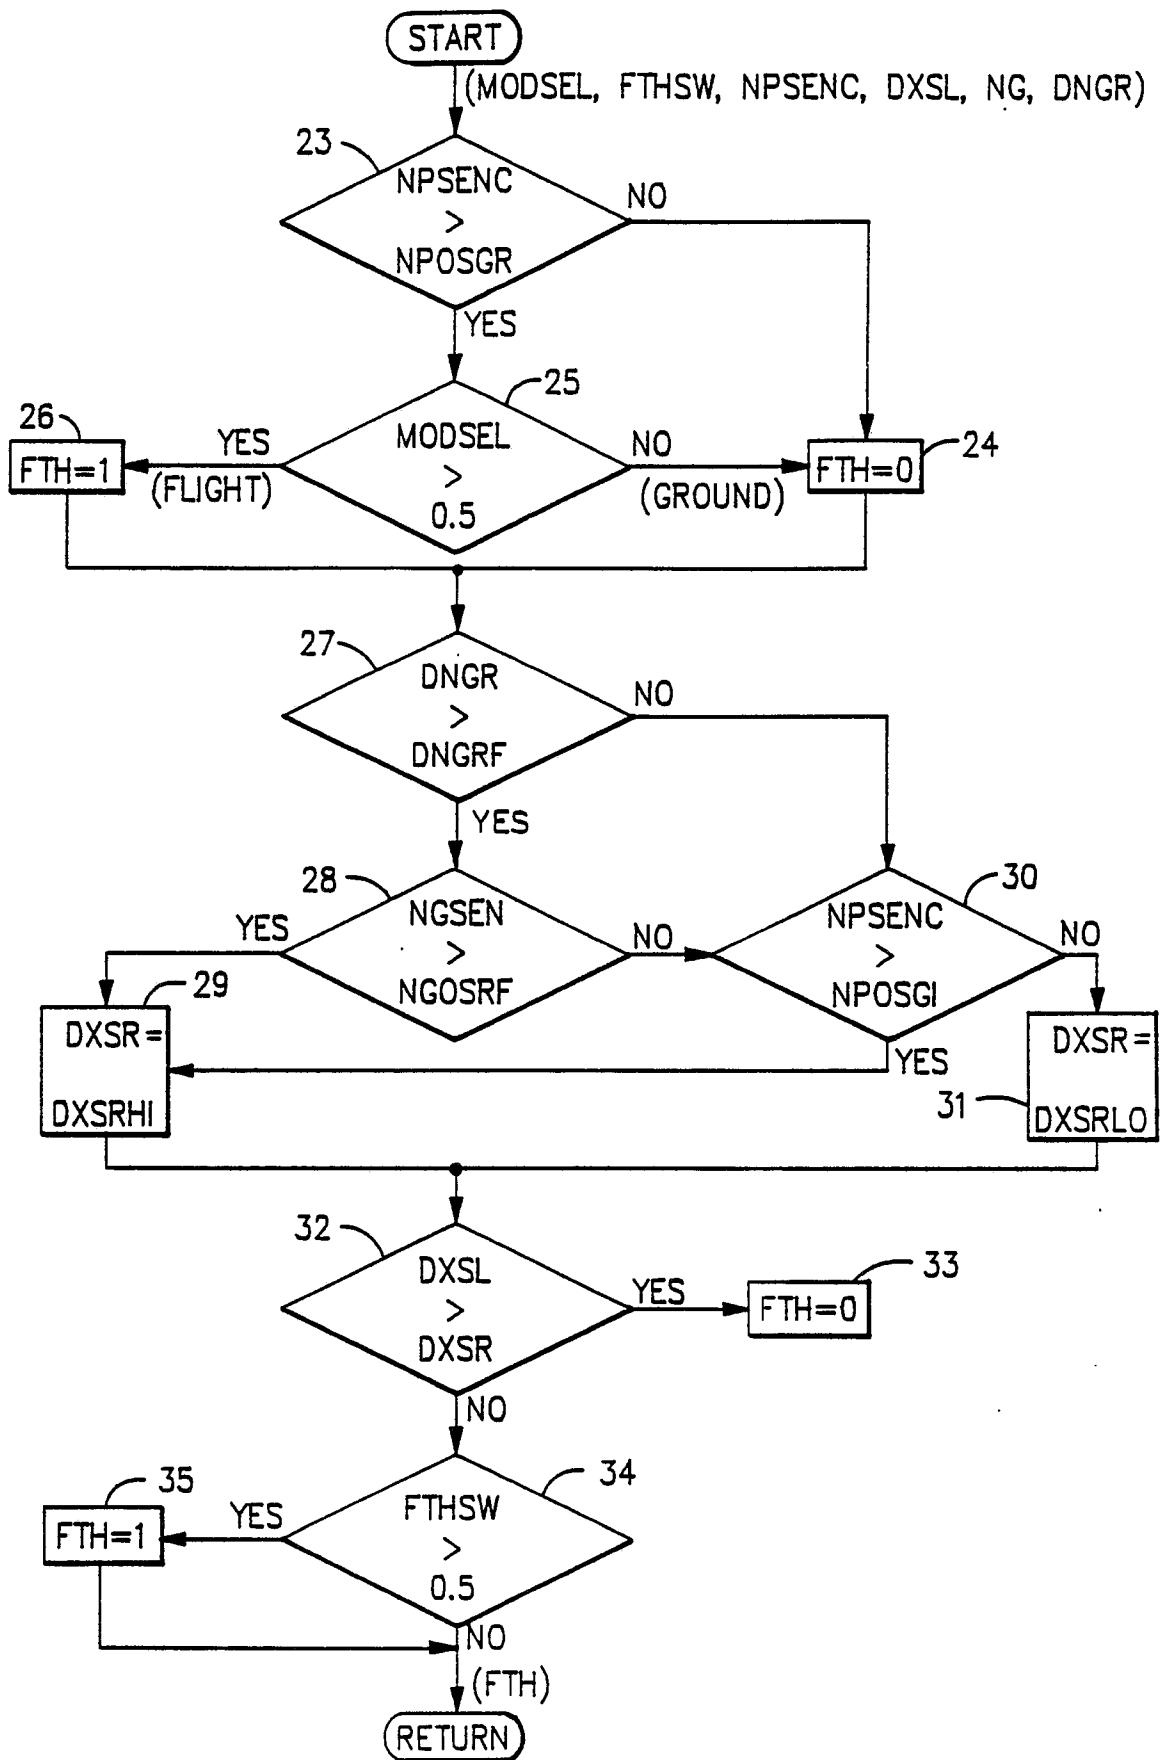 START
(MODSEL, FTHSW, NPSENC, DXSL, NG, DNGR)
23
NPSENC
>
NPOSGR
NO
YES
25
MODSEL
>
0.5
26
FTH=1
YES
(FLIGHT)
NO
(GROUND)
24
FTH=0
27
DNGR
>
DNGRF
NO
YES
28
NGSEN
>
NGOSRF
YES
NO
30
NPSENC
>
NPOSGI
NO
YES
29
DXSR=
DXSRHI
31
DXSR=
DXSRLO
32
DXSL
>
DXSR
YES
33
FTH=0
NO
34
FTHSW
>
0.5
35
FTH=1
YES
NO
(FTH)
RETURN